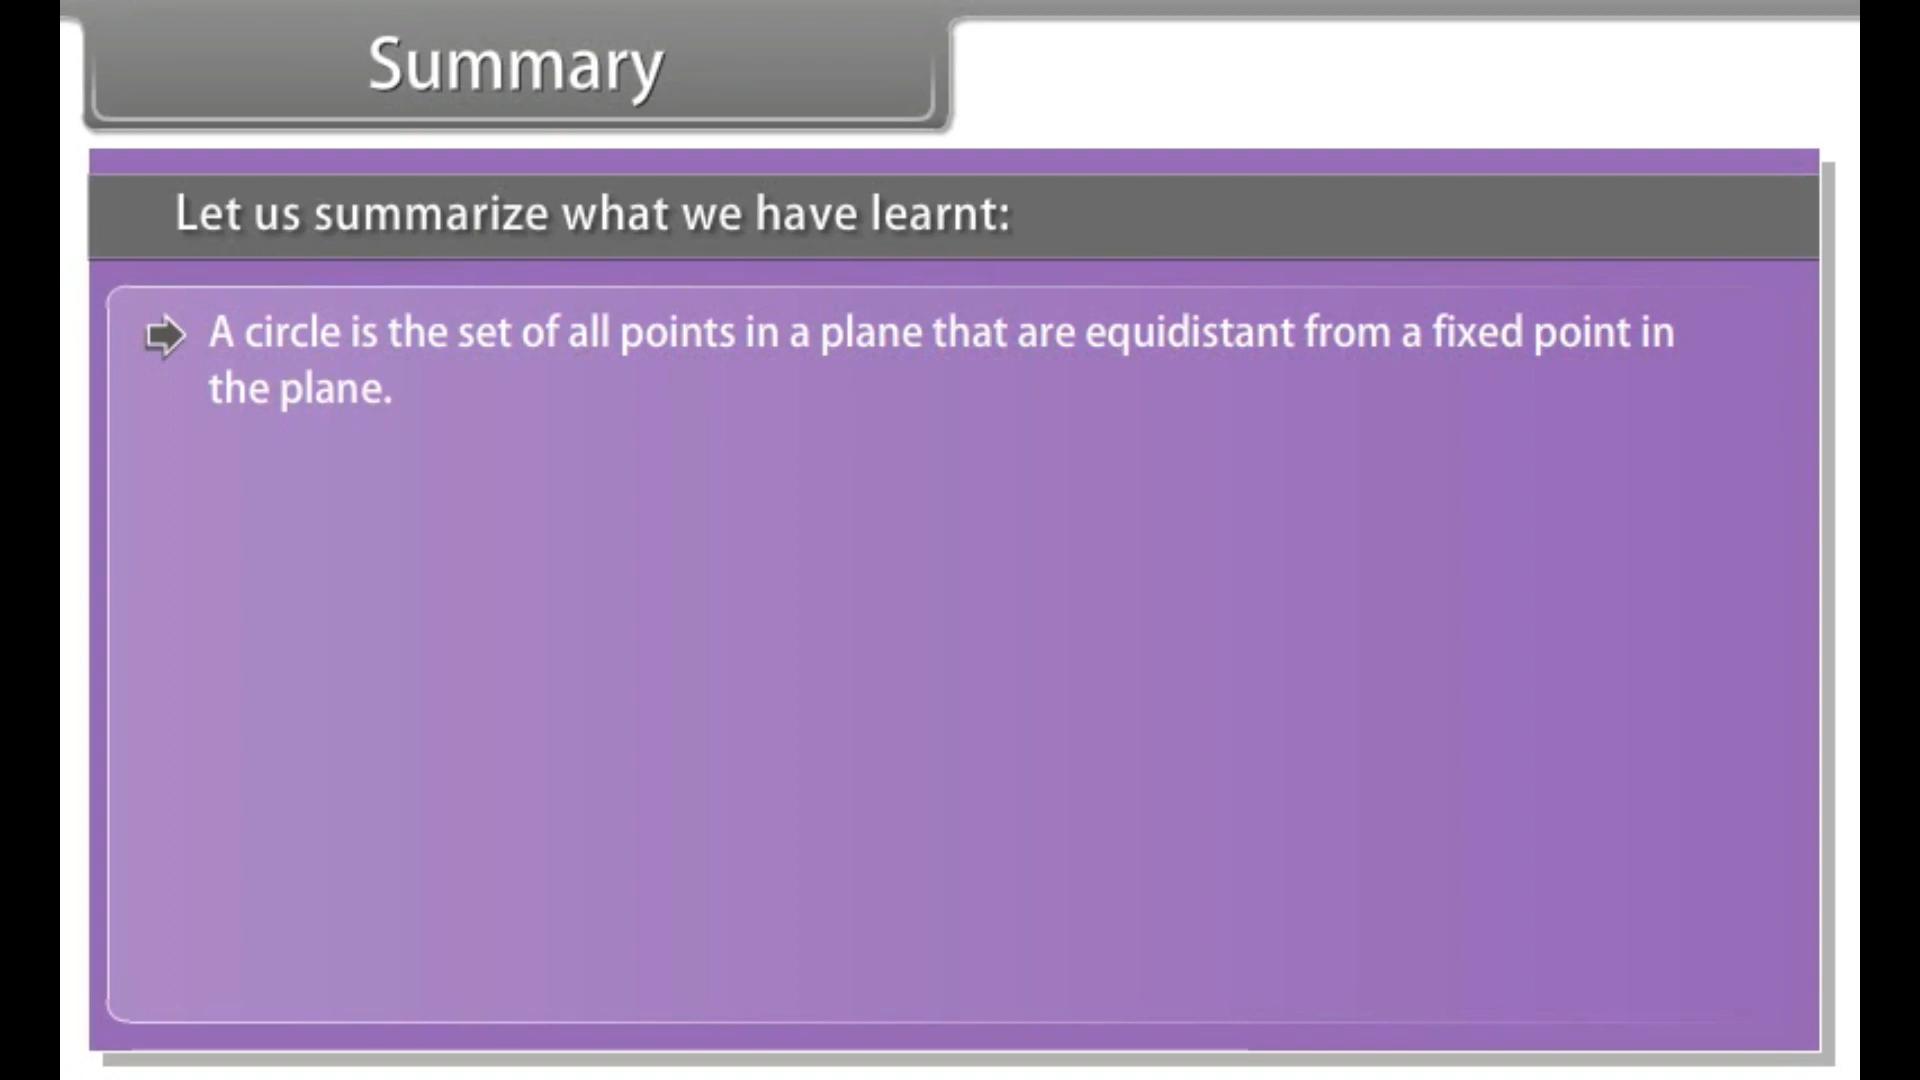 Summary
Let us summarize what we have learnt:
A circle is the set of all points in a plane that are equidistant from a fixed point in
the plane.